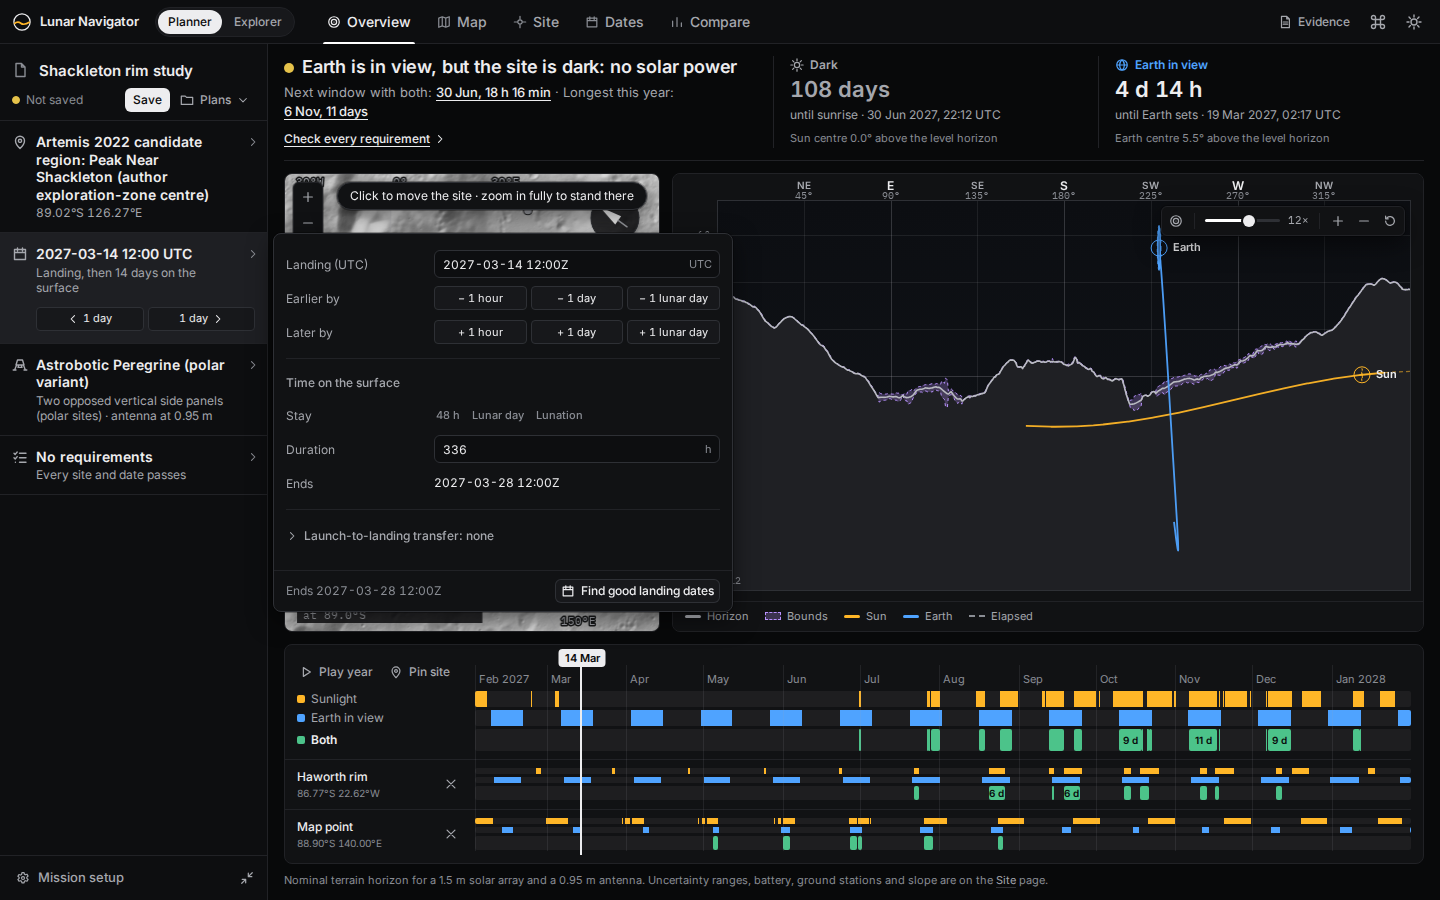 Lunar Navigator
Planner
Explorer
Overview
Map
Site
Dates
Compare
Evidence
Shackleton rim study
Not saved
Save
Plans
Artemis 2022 candidate
region: Peak Near
Shackleton (author
exploration-zone centre)
89.02°S 126.27°E
2027-03-14 12:00 UTC
Landing, then 14 days on the
surface
1 day
1 day
Astrobotic Peregrine (polar
variant)
Two opposed vertical side panels
(polar sites) · antenna at 0.95 m
No requirements
Every site and date passes
Mission setup
Earth is in view, but the site is dark: no solar power
Next window with both: 30 Jun, 18 h 16 min · Longest this year:
6 Nov, 11 days
Check every requirement
Dark
108 days
until sunrise · 30 Jun 2027, 22:12 UTC
Sun centre 0.0° above the level horizon
Earth in view
4 d 14 h
until Earth sets · 19 Mar 2027, 02:17 UTC
Earth centre 5.5° above the level horizon
Click to move the site · zoom in fully to stand there
Landing (UTC)
2027-03-14 12:00Z
UTC
Earlier by
− 1 hour
− 1 day
− 1 lunar day
Later by
+ 1 hour
+ 1 day
+ 1 lunar day
Time on the surface
Stay
48 h
Lunar day
Lunation
Duration
336
h
Ends
2027-03-28 12:00Z
Launch-to-landing transfer: none
Ends 2027-03-28 12:00Z
Find good landing dates
at 89.0°S
150°E
NE
E
SE
S
SW
W
NW
45°
90°
135°
180°
225°
270°
315°
12×
Earth
Sun
Horizon
Bounds
Sun
Earth
Elapsed
14 Mar
Play year
Pin site
Feb 2027
Mar
Apr
May
Jun
Jul
Aug
Sep
Oct
Nov
Dec
Jan 2028
Sunlight
Earth in view
Both
9 d
11 d
9 d
Haworth rim
86.77°S 22.62°W
6 d
6 d
Map point
88.90°S 140.00°E
Nominal terrain horizon for a 1.5 m solar array and a 0.95 m antenna. Uncertainty ranges, battery, ground stations and slope are on the Site page.